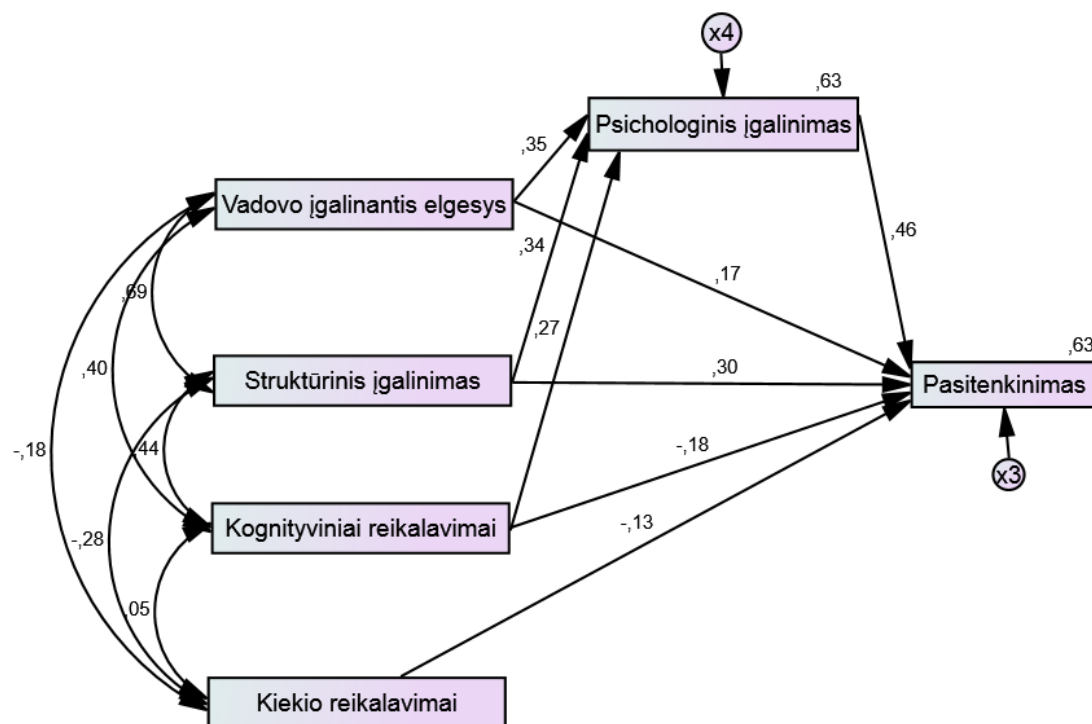 x4
,63
Psichologinis įgalinimas
,35
Vadovo įgalinantis elgesys
,34
,46
,17
,69
,27
,63
,40
Struktūrinis įgalinimas
,30
Pasitenkinimas
-,18
,44
-,18
x3
Kognityviniai reikalavimai
-,13
-,28
,05
Kiekio reikalavimai